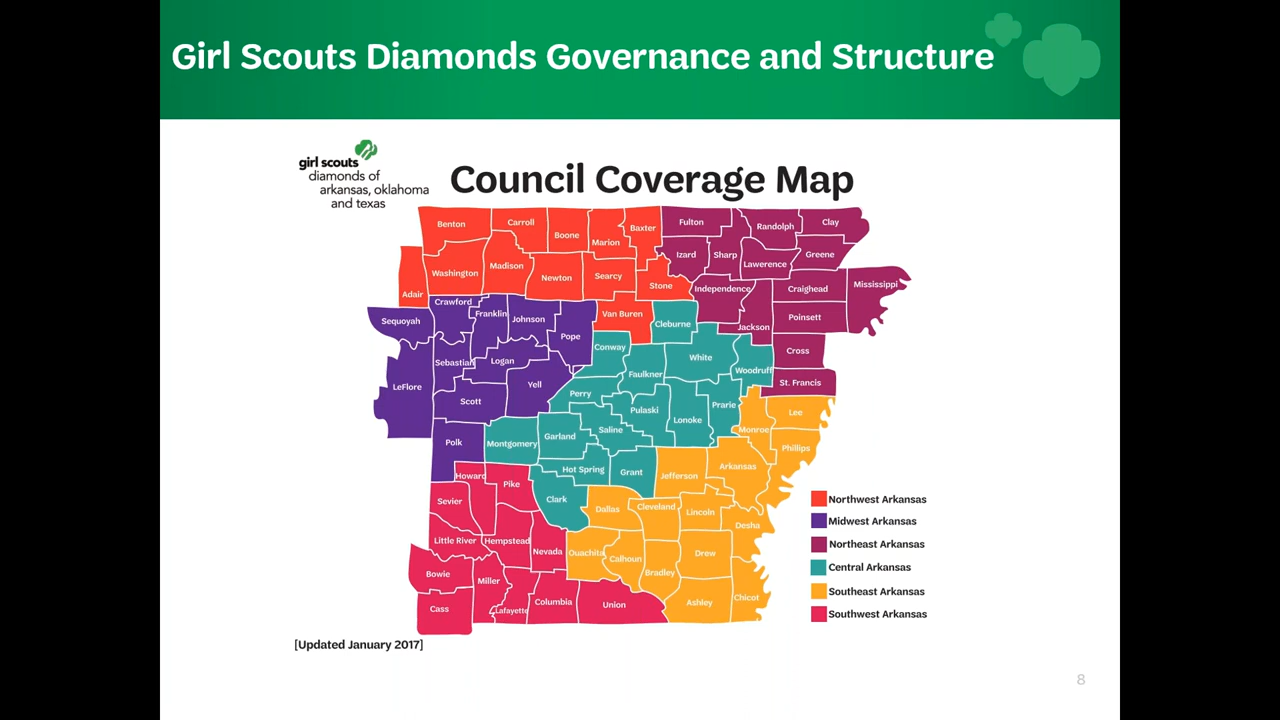 Girl Scouts Diamonds Governance and Structure
girl scouts
diamonds of
arkansas, oklahoma
and texas
Council Coverage Map
Benton
Carroll
Boone
Marion
Baxter
Fulton
Randolph
Clay
Washington
Madison
Newton
Searcy
Stone
Izard
Sharp
Lawerence
Greene
Adair
Independence
Craighead
Mississippi
Crawford
Sequoyah
Franklin
Johnson
Pope
Van Buren
Cleburne
Jackson
Poinsett
Sebastian
Logan
Conway
White
Cross
LeFlore
Scott
Yell
Perry
Faulkner
Woodruff
St. Francis
Pulaski
Lonoke
Prarie
Lee
Polk
Montgomery
Garland
Saline
Monroe
Phillips
Howard
Pike
Hot Spring
Grant
Jefferson
Arkansas
Sevier
Clark
Dallas
Cleveland
Lincoln
Desha
Little River
Hempstead
Nevada
Ouachita
Calhoun
Bradley
Drew
Bowie
Miller
Cass
Lafayette
Columbia
Union
Ashley
Chicot
Northwest Arkansas
Midwest Arkansas
Northeast Arkansas
Central Arkansas
Southeast Arkansas
Southwest Arkansas
[Updated January 2017]
8